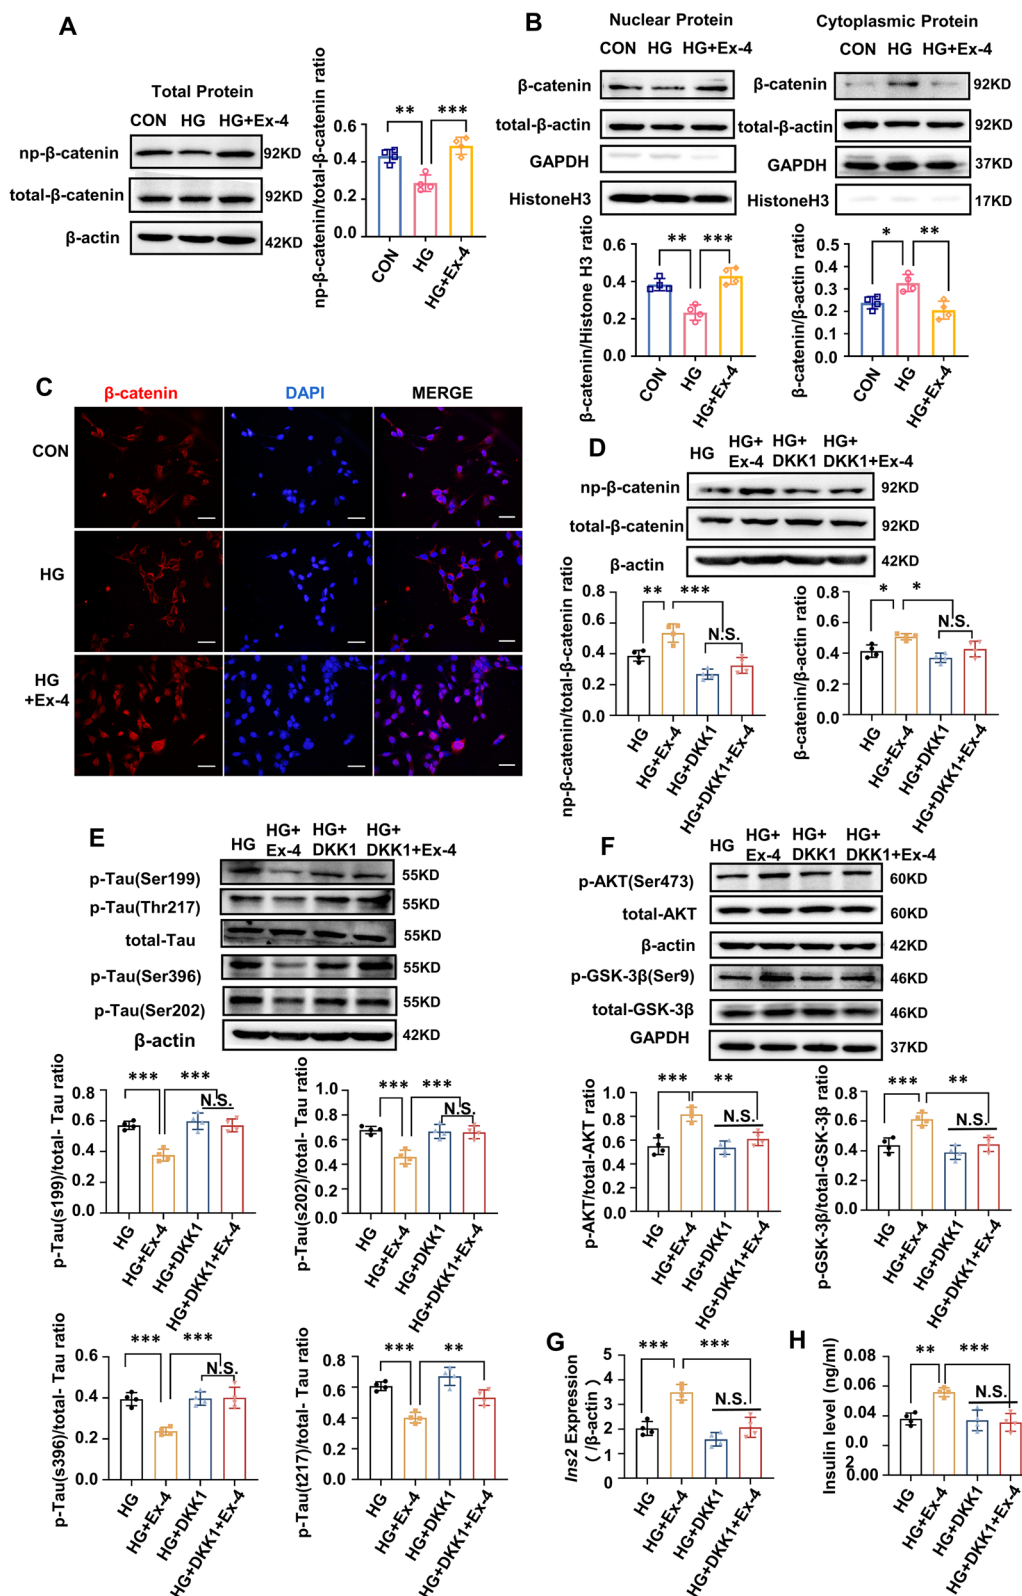 A
Total Protein
CON HG HG+Ex-4
np-β-catenin 92KD
total-β-catenin 92KD
β-actin 42KD
np-β-catenin/total-β-catenin ratio
0.6
0.4
0.2
0.0
** ***
CON HG HG+Ex-4
B
Nuclear Protein Cytoplasmic Protein
CON HG HG+Ex-4 CON HG HG+Ex-4
β-catenin β-catenin 92KD
total-β-actin total-β-actin 92KD
GAPDH GAPDH 37KD
HistoneH3 HistoneH3 17KD
β-catenin/Histone H3 ratio
0.6
0.4
0.2
0.0
** ***
CON HG HG+Ex-4
β-catenin/β-actin ratio
0.5
0.4
0.3
0.2
0.1
0.0
* **
CON HG HG+Ex-4
C
β-catenin DAPI MERGE
CON
HG
HG
+Ex-4
D
HG HG+ HG+ HG+
Ex-4 DKK1 DKK1+Ex-4
np-β-catenin 92KD
total-β-catenin 92KD
β-actin 42KD
np-β-catenin/total-β-catenin ratio
0.8
0.6
0.4
0.2
0.0
** ***
N.S.
HG HG+Ex-4 HG+DKK1 HG+DKK1+Ex-4
β-catenin/β-actin ratio
0.8
0.6
0.4
0.2
0.0
* *
N.S.
HG HG+Ex-4 HG+DKK1 HG+DKK1+Ex-4
E
HG HG+ HG+ HG+
Ex-4 DKK1 DKK1+Ex-4
p-Tau(Ser199) 55KD
p-Tau(Thr217) 55KD
total-Tau 55KD
p-Tau(Ser396) 55KD
p-Tau(Ser202) 55KD
β-actin 42KD
p-Tau(s199)/total- Tau ratio
0.8
0.6
0.4
0.2
0.0
*** ***
N.S.
HG HG+Ex-4 HG+DKK1 HG+DKK1+Ex-4
p-Tau(s202)/total- Tau ratio
1.0
0.8
0.6
0.4
0.2
0.0
*** ***
N.S.
HG HG+Ex-4 HG+DKK1 HG+DKK1+Ex-4
p-Tau(s396)/total- Tau ratio
0.6
0.4
0.2
0.0
*** ***
N.S.
HG HG+Ex-4 HG+DKK1 HG+DKK1+Ex-4
p-Tau(t217)/total- Tau ratio
0.8
0.6
0.4
0.2
0.0
*** **
HG HG+Ex-4 HG+DKK1 HG+DKK1+Ex-4
F
HG HG+ HG+ HG+
Ex-4 DKK1 DKK1+Ex-4
p-AKT(Ser473) 60KD
total-AKT 60KD
β-actin 42KD
p-GSK-3β(Ser9) 46KD
total-GSK-3β 46KD
GAPDH 37KD
p-AKT/total-AKT ratio
1.0
0.8
0.6
0.4
0.2
0.0
*** **
N.S.
HG HG+Ex-4 HG+DKK1 HG+DKK1+Ex-4
p-GSK-3β/total-GSK-3β ratio
0.8
0.6
0.4
0.2
0.0
*** **
N.S.
HG HG+Ex-4 HG+DKK1 HG+DKK1+Ex-4
G
Ins2 Expression
( /β-actin )
5
4
3
2
1
0
*** ***
N.S.
HG HG+Ex-4 HG+DKK1 HG+DKK1+Ex-4
H
Insulin level (ng/ml)
0.08
0.06
0.04
0.0
2
0.00
** ***
N.S.
HG HG+Ex-4 HG+DKK1 HG+DKK1+Ex-4